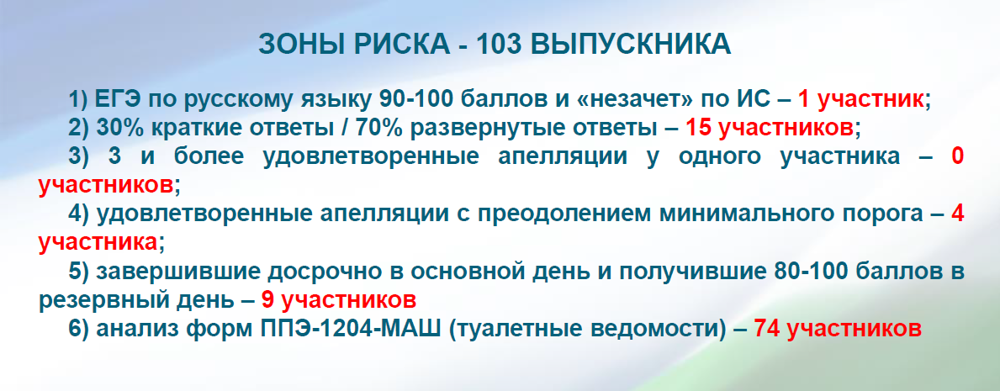 ЗОНЫ РИСКА - 103 ВЫПУСКНИКА
1) ЕГЭ по русскому языку 90-100 баллов и «незачет» по ИС – 1 участник;
2) 30% краткие ответы / 70% развернутые ответы – 15 участников;
3) 3 и более удовлетворенные апелляции у одного участника – 0
участников;
4) удовлетворенные апелляции с преодолением минимального порога – 4
участника;
5) завершившие досрочно в основной день и получившие 80-100 баллов в
резервный день – 9 участников
6) анализ форм ППЭ-1204-МАШ (туалетные ведомости) – 74 участников